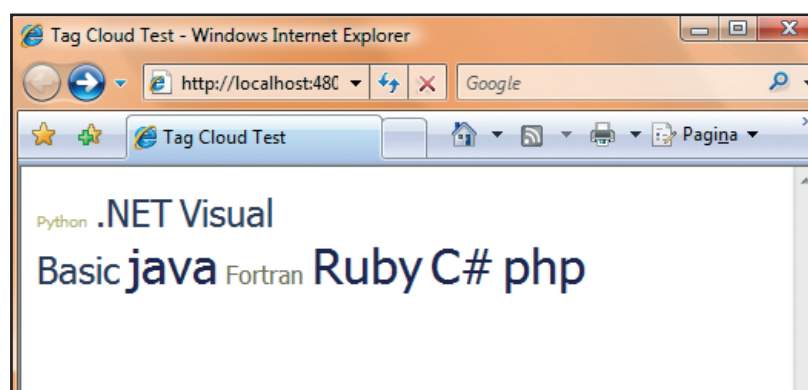 Tag Cloud Test - Windows Internet Explorer
http://localhost:480 Google
Tag Cloud Test Pagina
Python .NET Visual
Basic java Fortran Ruby C# php